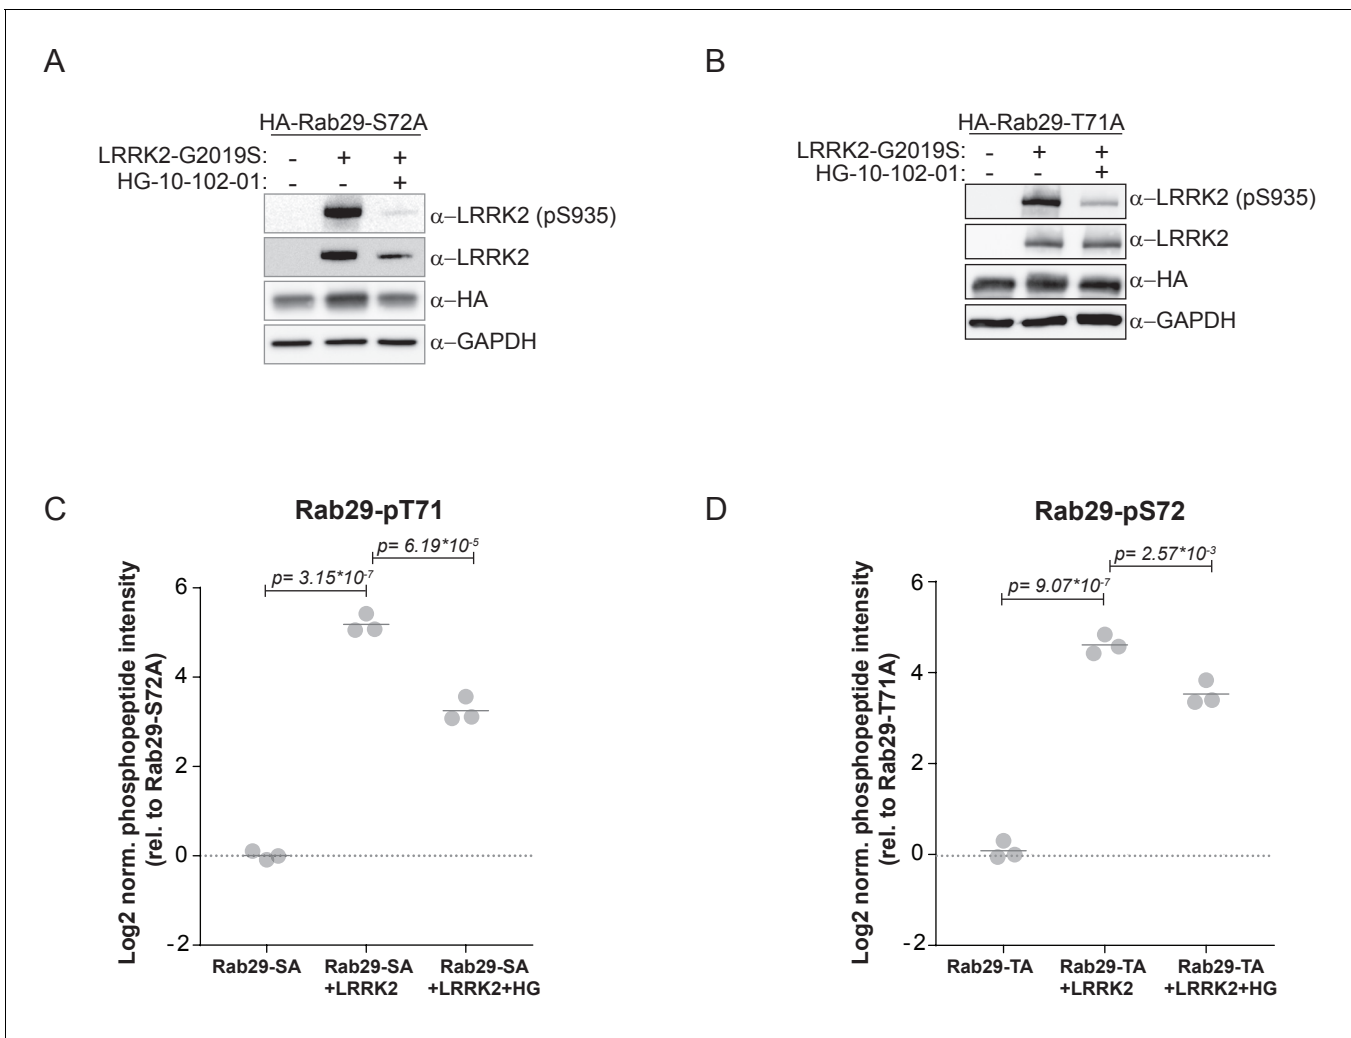 A
HA-Rab29-S72A
LRRK2-G2019S: - + +
HG-10-102-01: - - +
α–LRRK2 (pS935)
α–LRRK2
α–HA
α–GAPDH
B
HA-Rab29-T71A
LRRK2-G2019S: - + +
HG-10-102-01: - - +
α–LRRK2 (pS935)
α–LRRK2
α–HA
α–GAPDH
C
Rab29-pT71
p= 6.19*10-5
p= 3.15*10-7
Log2 norm. phosphopeptide intensity
(rel. to Rab29-S72A)
6
4
2
0
-2
Rab29-SA
Rab29-SA
+LRRK2
Rab29-SA
+LRRK2+HG
D
Rab29-pS72
p= 2.57*10-3
p= 9.07*10-7
Log2 norm. phosphopeptide intensity
(rel. to Rab29-T71A)
6
4
2
0
-2
Rab29-TA
Rab29-TA
+LRRK2
Rab29-TA
+LRRK2+HG